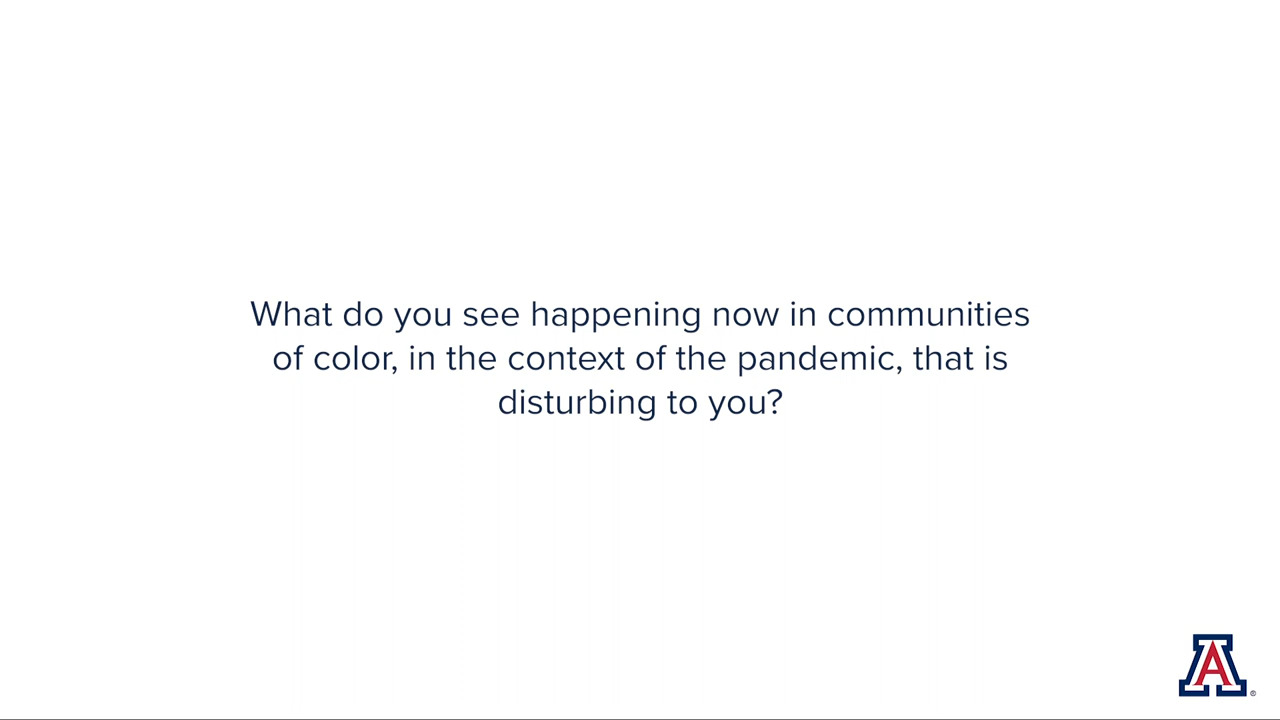 What do you see happening now in communities
of color, in the context of the pandemic, that is
disturbing to you?
A
®